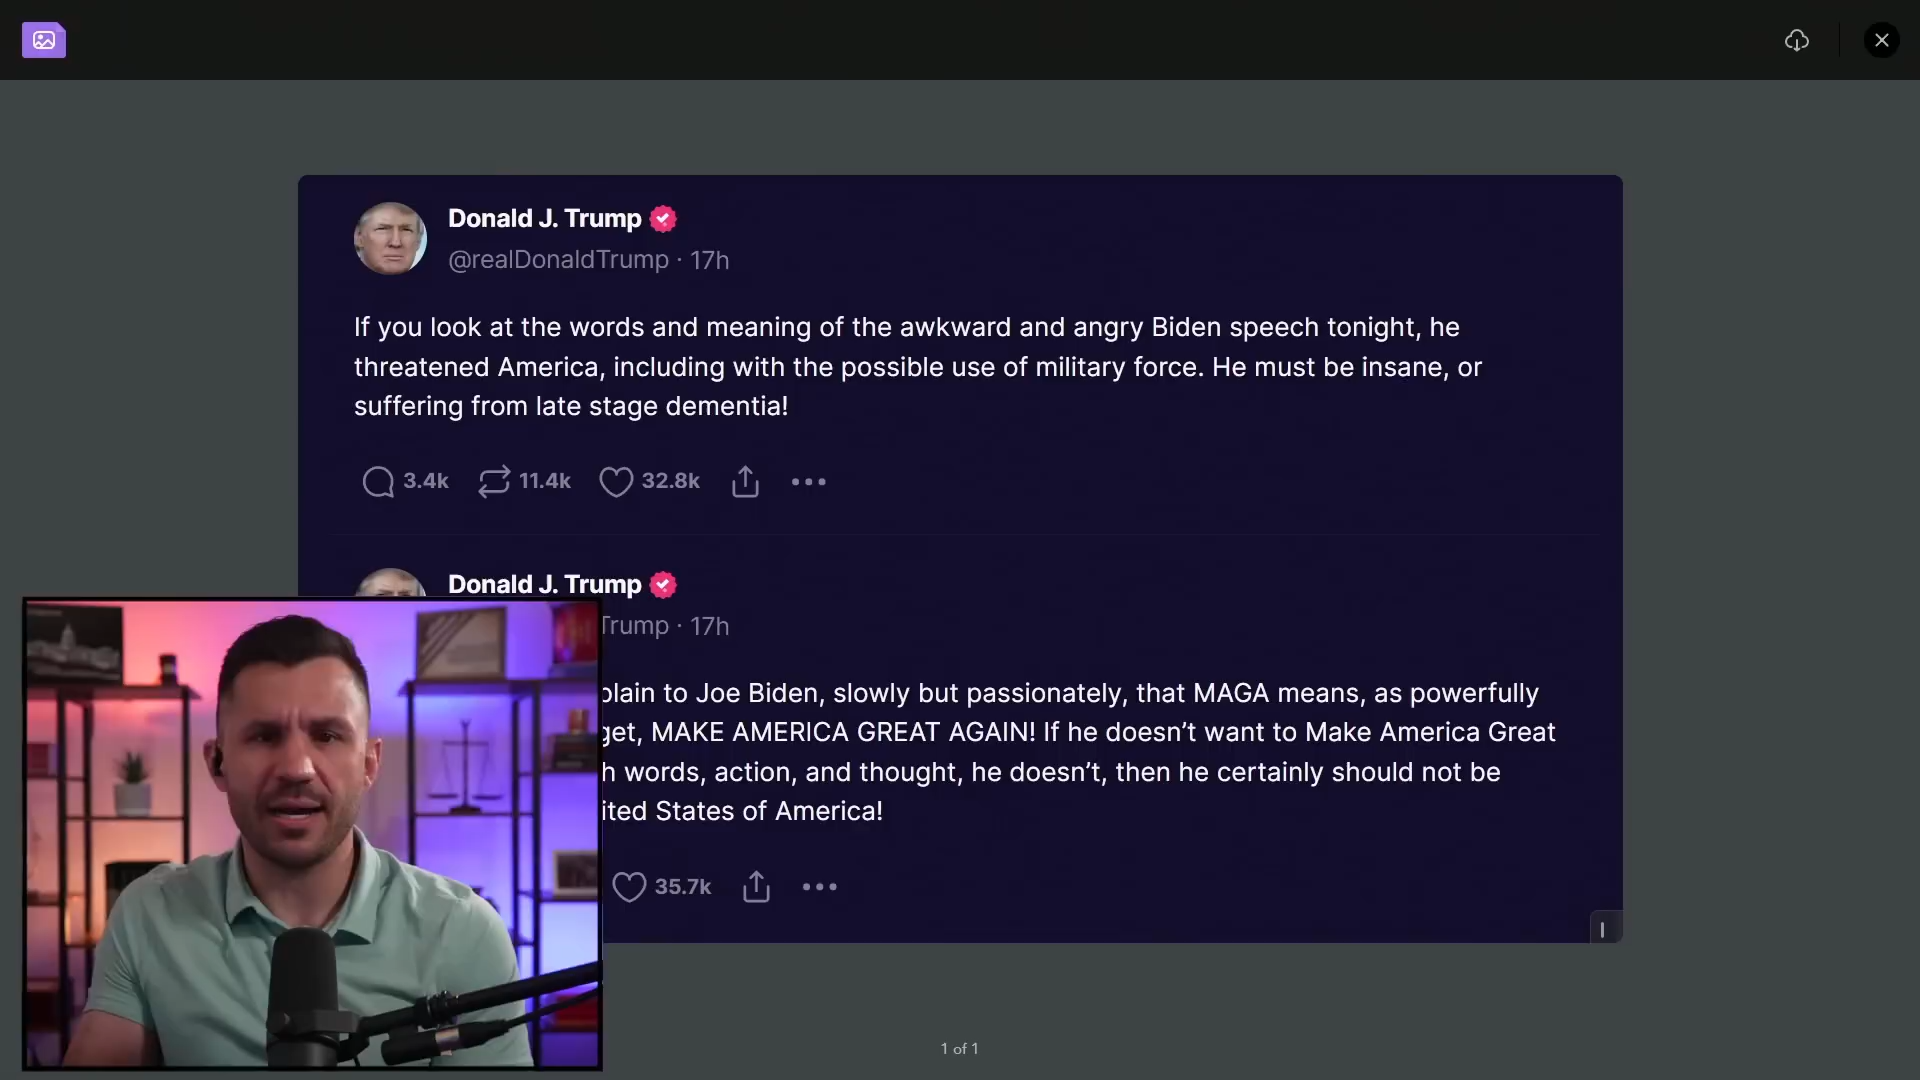 Donald J. Trump
@realDonaldTrump · 17h
If you look at the words and meaning of the awkward and angry Biden speech tonight, he
threatened America, including with the possible use of military force. He must be insane, or
suffering from late stage dementia!
3.4k 11.4k 32.8k
Donald J. Trump
Trump · 17h
to Joe Biden, slowly but passionately, that MAGA means, as powerfully
MAKE AMERICA GREAT AGAIN! If he doesn’t want to Make America Great
words, action, and thought, he doesn’t, then he certainly should not be
States of America!
35.7k
1 of 1